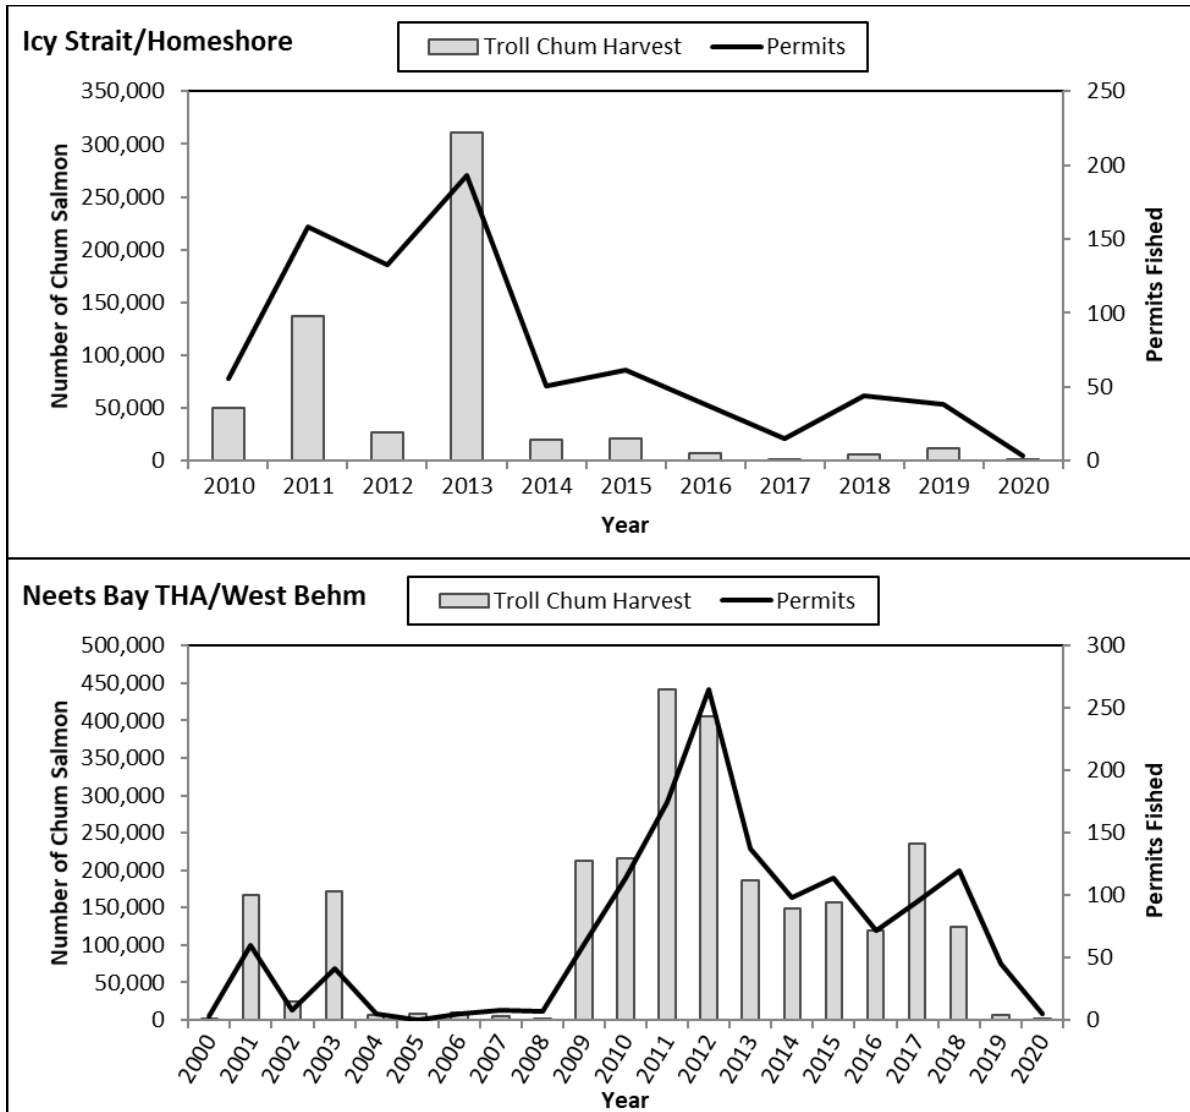 Icy Strait/Homeshore
Troll Chum Harvest Permits
Number of Chum Salmon
350,000
300,000
250,000
200,000
150,000
100,000
50,000
0
250
200
150
100
50
0
Permits Fished
2010 2011 2012 2013 2014 2015 2016 2017 2018 2019 2020
Year
Neets Bay THA/West Behm
Troll Chum Harvest Permits
Number of Chum Salmon
500,000
450,000
400,000
350,000
300,000
250,000
200,000
150,000
100,000
50,000
0
300
250
200
150
100
50
0
Permits Fished
2000 2001 2002 2003 2004 2005 2006 2007 2008 2009 2010 2011 2012 2013 2014 2015 2016 2017 2018 2019 2020
Year